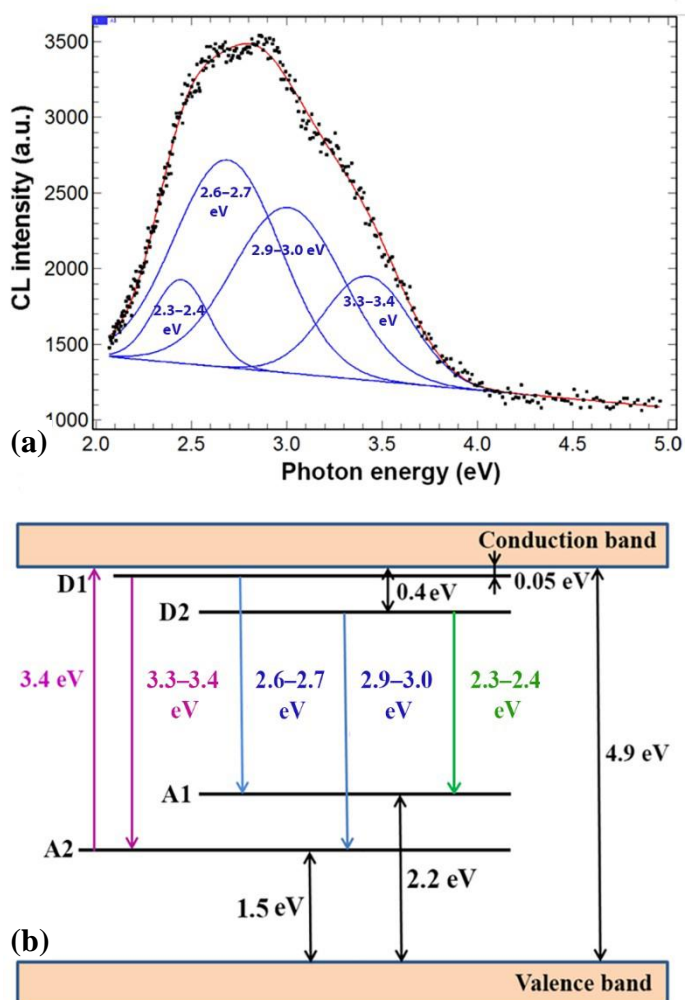 3500
3000
2500
2000
1500
1000
CL intensity (a.u.)
2.6–2.7
eV
2.9–3.0 eV
2.3–2.4
eV
3.3–3.4
eV
2.0 2.5 3.0 3.5 4.0 4.5 5.0
Photon energy (eV)
(a)
Conduction band
D1
0.05 eV
0.4 eV
D2
3.4 eV
3.3–3.4
eV
2.6–2.7
eV
2.9–3.0
eV
2.3–2.4
eV
4.9 eV
A1
A2
2.2 eV
1.5 eV
(b)
Valence band